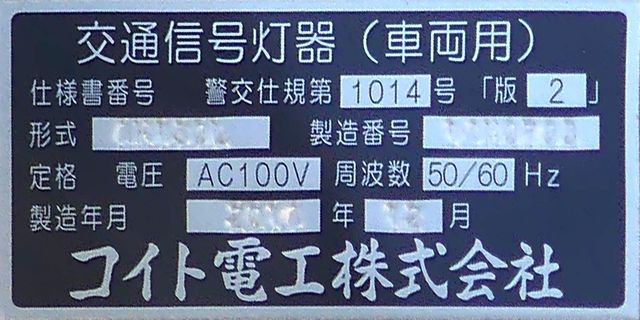 交通信号灯器（車両用）
仕様書番号 警交仕規第 1014 号 「版 2 」
形式 製造番号
定格 電圧 AC100V 周波数 50/60 Hz
製造年月 年 月
コイト電工株式会社